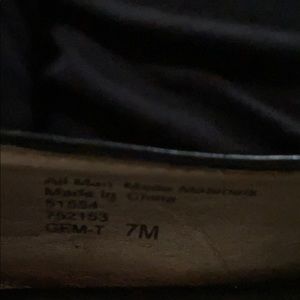 All Man Made Materials
Made in China
51554
752153
GEM-T 7M